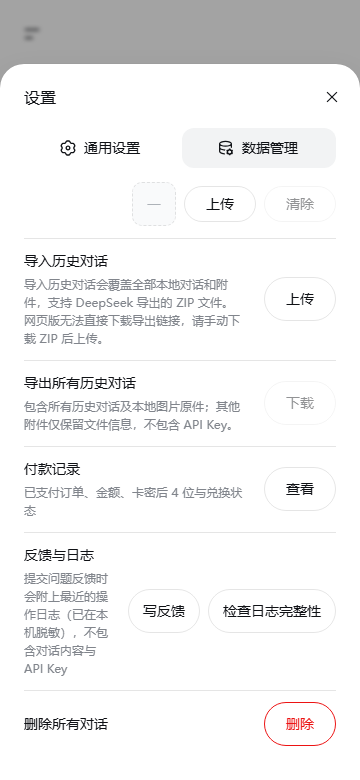 设置
通用设置
数据管理
—
上传
清除
导入历史对话
导入历史对话会覆盖全部本地对话和附
件，支持 DeepSeek 导出的 ZIP 文件。
网页版无法直接下载导出链接，请手动下
载 ZIP 后上传。
上传
导出所有历史对话
包含所有历史对话及本地图片原件；其他
附件仅保留文件信息，不包含 API Key。
下载
付款记录
已支付订单、金额、卡密后 4 位与兑换状
态
查看
反馈与日志
提交问题反馈时
会附上最近的操
作日志（已在本
机脱敏），不包
含对话内容与
API Key
写反馈
检查日志完整性
删除所有对话
删除